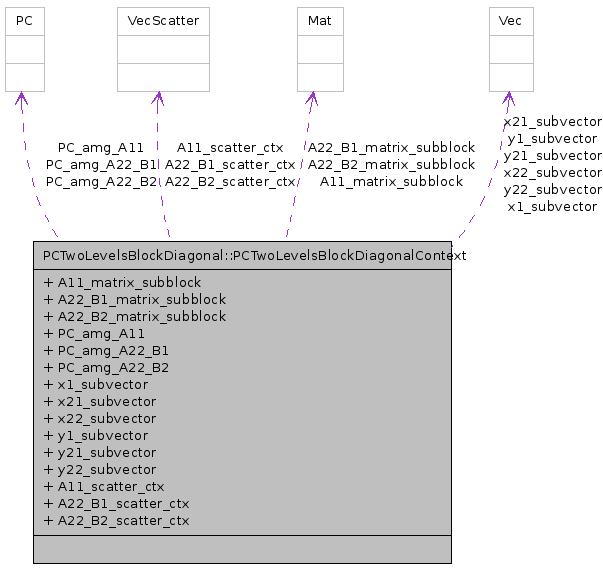 PC
VecScatter
Mat
Vec
PC_amg_A11
PC_amg_A22_B1
PC_amg_A22_B2
A11_scatter_ctx
A22_B1_scatter_ctx
A22_B2_scatter_ctx
A22_B1_matrix_subblock
A22_B2_matrix_subblock
A11_matrix_subblock
x21_subvector
y1_subvector
y21_subvector
x22_subvector
y22_subvector
x1_subvector
PCTwoLevelsBlockDiagonal::PCTwoLevelsBlockDiagonalContext
+ A11_matrix_subblock
+ A22_B1_matrix_subblock
+ A22_B2_matrix_subblock
+ PC_amg_A11
+ PC_amg_A22_B1
+ PC_amg_A22_B2
+ x1_subvector
+ x21_subvector
+ x22_subvector
+ y1_subvector
+ y21_subvector
+ y22_subvector
+ A11_scatter_ctx
+ A22_B1_scatter_ctx
+ A22_B2_scatter_ctx